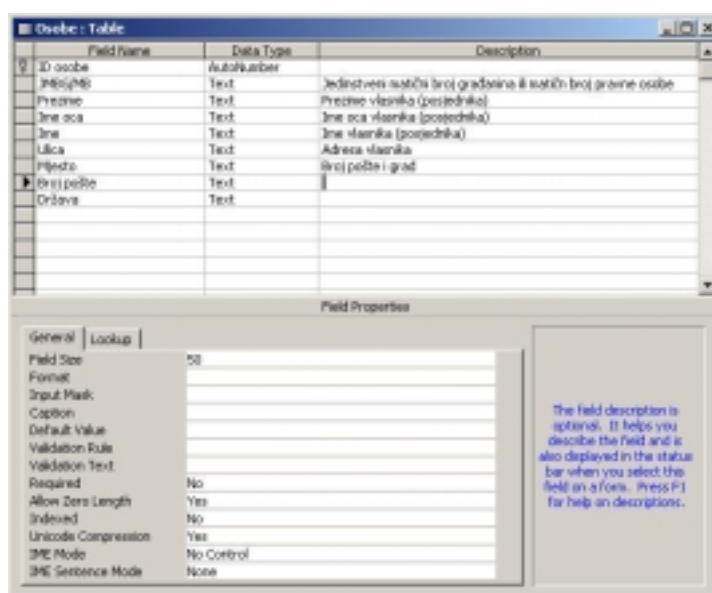 Osobe : Table
Field Name Data Type Description
ID osobe AutoNumber
JMBG/MB Text Jedinstveni matični broj građanina ili matičn broj pravne osobe
Prezime Text Prezime vlasnika (posjednika)
Ime oca Text Ime oca vlasnika (posjednika)
Ime Text Ime vlasnika (posjednika)
Ulica Text Adresa vlasnika
Mjesto Text Broj pošte i grad
Broj pošte Text
Država Text
Field Properties
General Lookup
Field Size 50
Format
Input Mask
Caption
Default Value
Validation Rule
Validation Text
Required No
Allow Zero Length Yes
Indexed No
Unicode Compression Yes
IME Mode No Control
IME Sentence Mode None
The field description is
optional. It helps you
describe the field and is
also displayed in the status
bar when you select this
field on a form. Press F1
for help on descriptions.